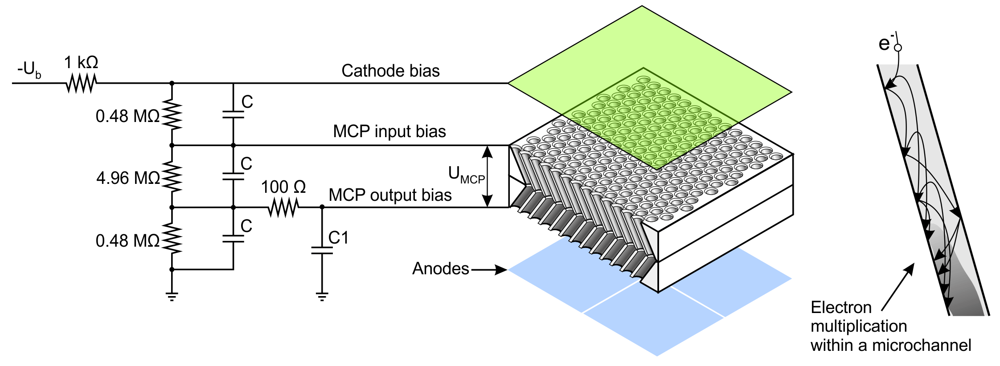 -Ub
1 kΩ
Cathode bias
e-
0.48 MΩ
C
MCP input bias
4.96 MΩ
C
UMCP
100 Ω
MCP output bias
0.48 MΩ
C
C1
Anodes
Electron
multiplication
within a microchannel